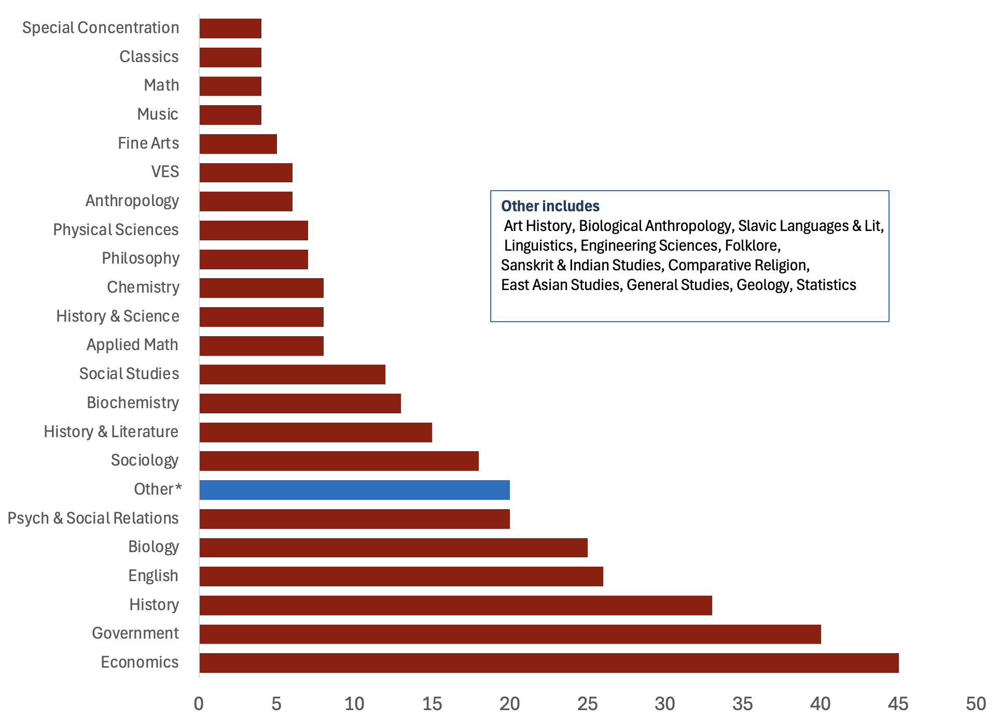 Special Concentration
Classics
Math
Music
Fine Arts
VES
Anthropology
Physical Sciences
Philosophy
Chemistry
History & Science
Applied Math
Social Studies
Biochemistry
History & Literature
Sociology
Other*
Psych & Social Relations
Biology
English
History
Government
Economics
0 5 10 15 20 25 30 35 40 45 50
Other includes
Art History, Biological Anthropology, Slavic Languages & Lit,
Linguistics, Engineering Sciences, Folklore,
Sanskrit & Indian Studies, Comparative Religion,
East Asian Studies, General Studies, Geology, Statistics